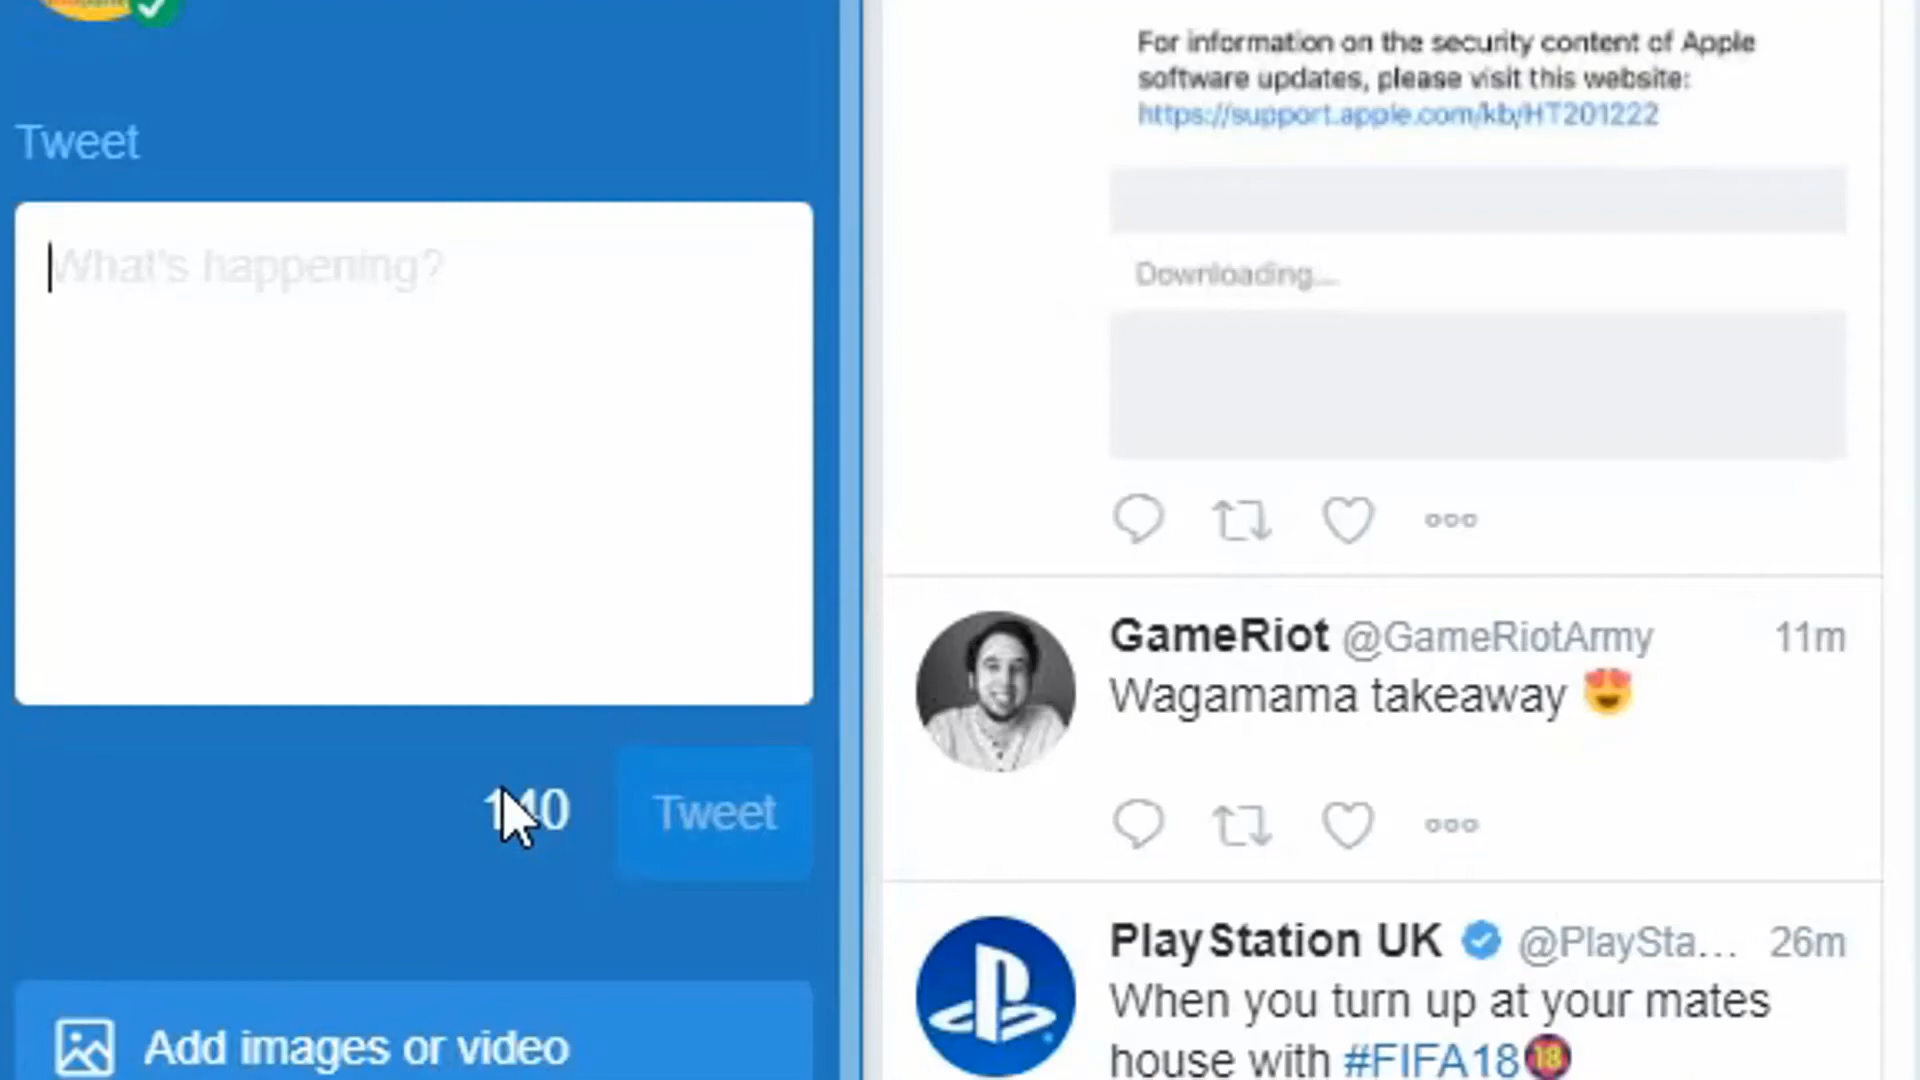 Tweet
What's happening?
140 Tweet
Add images or video
For information on the security content of Apple
software updates, please visit this website:
https://support.apple.com/kb/HT201222
Downloading...
GameRiot @GameRiotArmy 11m
Wagamama takeaway 😍
PlayStation UK @PlaySta... 26m
When you turn up at your mates
house with #FIFA18
18